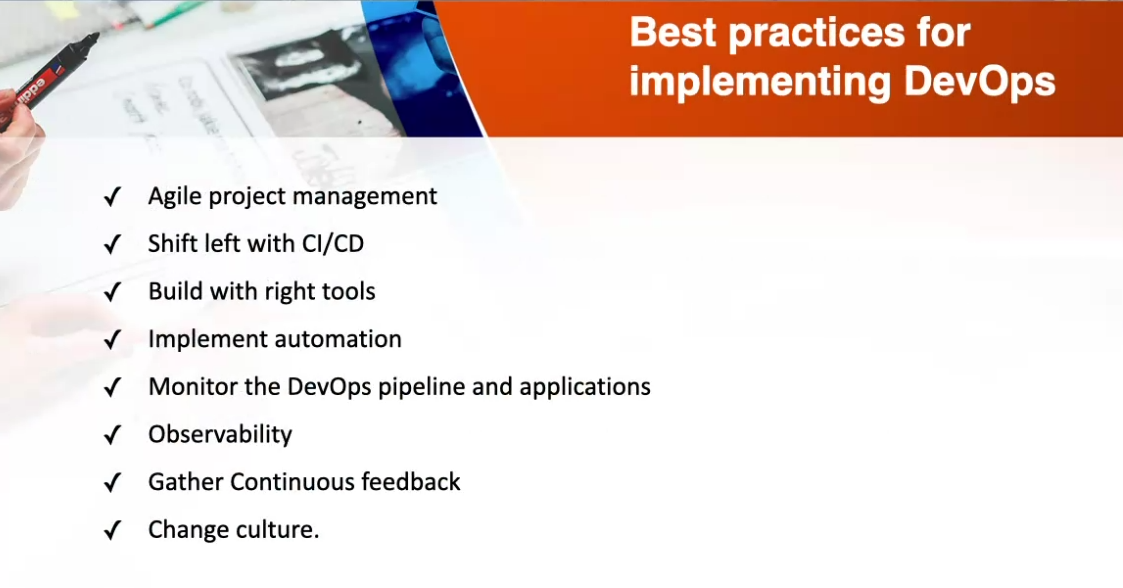 Best practices for
implementing DevOps
✓ Agile project management
✓ Shift left with CI/CD
✓ Build with right tools
✓ Implement automation
✓ Monitor the DevOps pipeline and applications
✓ Observability
✓ Gather Continuous feedback
✓ Change culture.